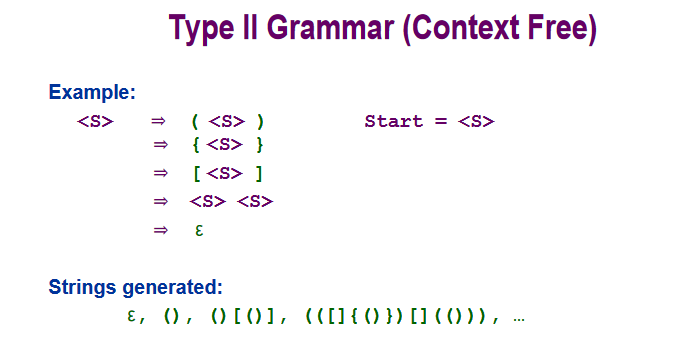 Type II Grammar (Context Free)
Example:
<S> ⇒ ( <S> ) Start = <S>
⇒ { <S> }
⇒ [ <S> ]
⇒ <S> <S>
⇒ ε
Strings generated:
ε, (), ()[()], (([]{()})[](())), …